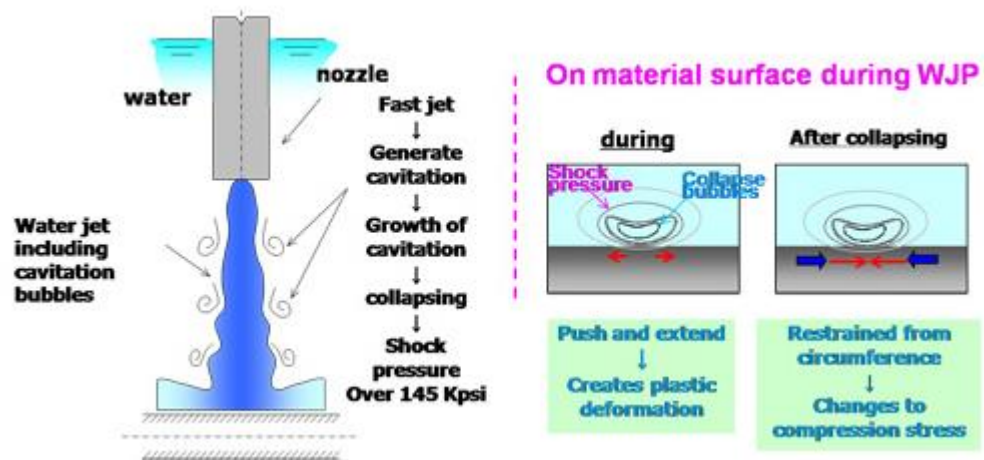 water
nozzle
Fast jet
↓
Generate
cavitation
↓
Growth of
cavitation
↓
collapsing
↓
Shock
pressure
Over 145 Kpsi
Water jet
including
cavitation
bubbles
On material surface during WJP
during
Shock
pressure
Collapse
bubbles
Push and extend
↓
Creates plastic
deformation
After collapsing
Restrained from
circumference
↓
Changes to
compression stress